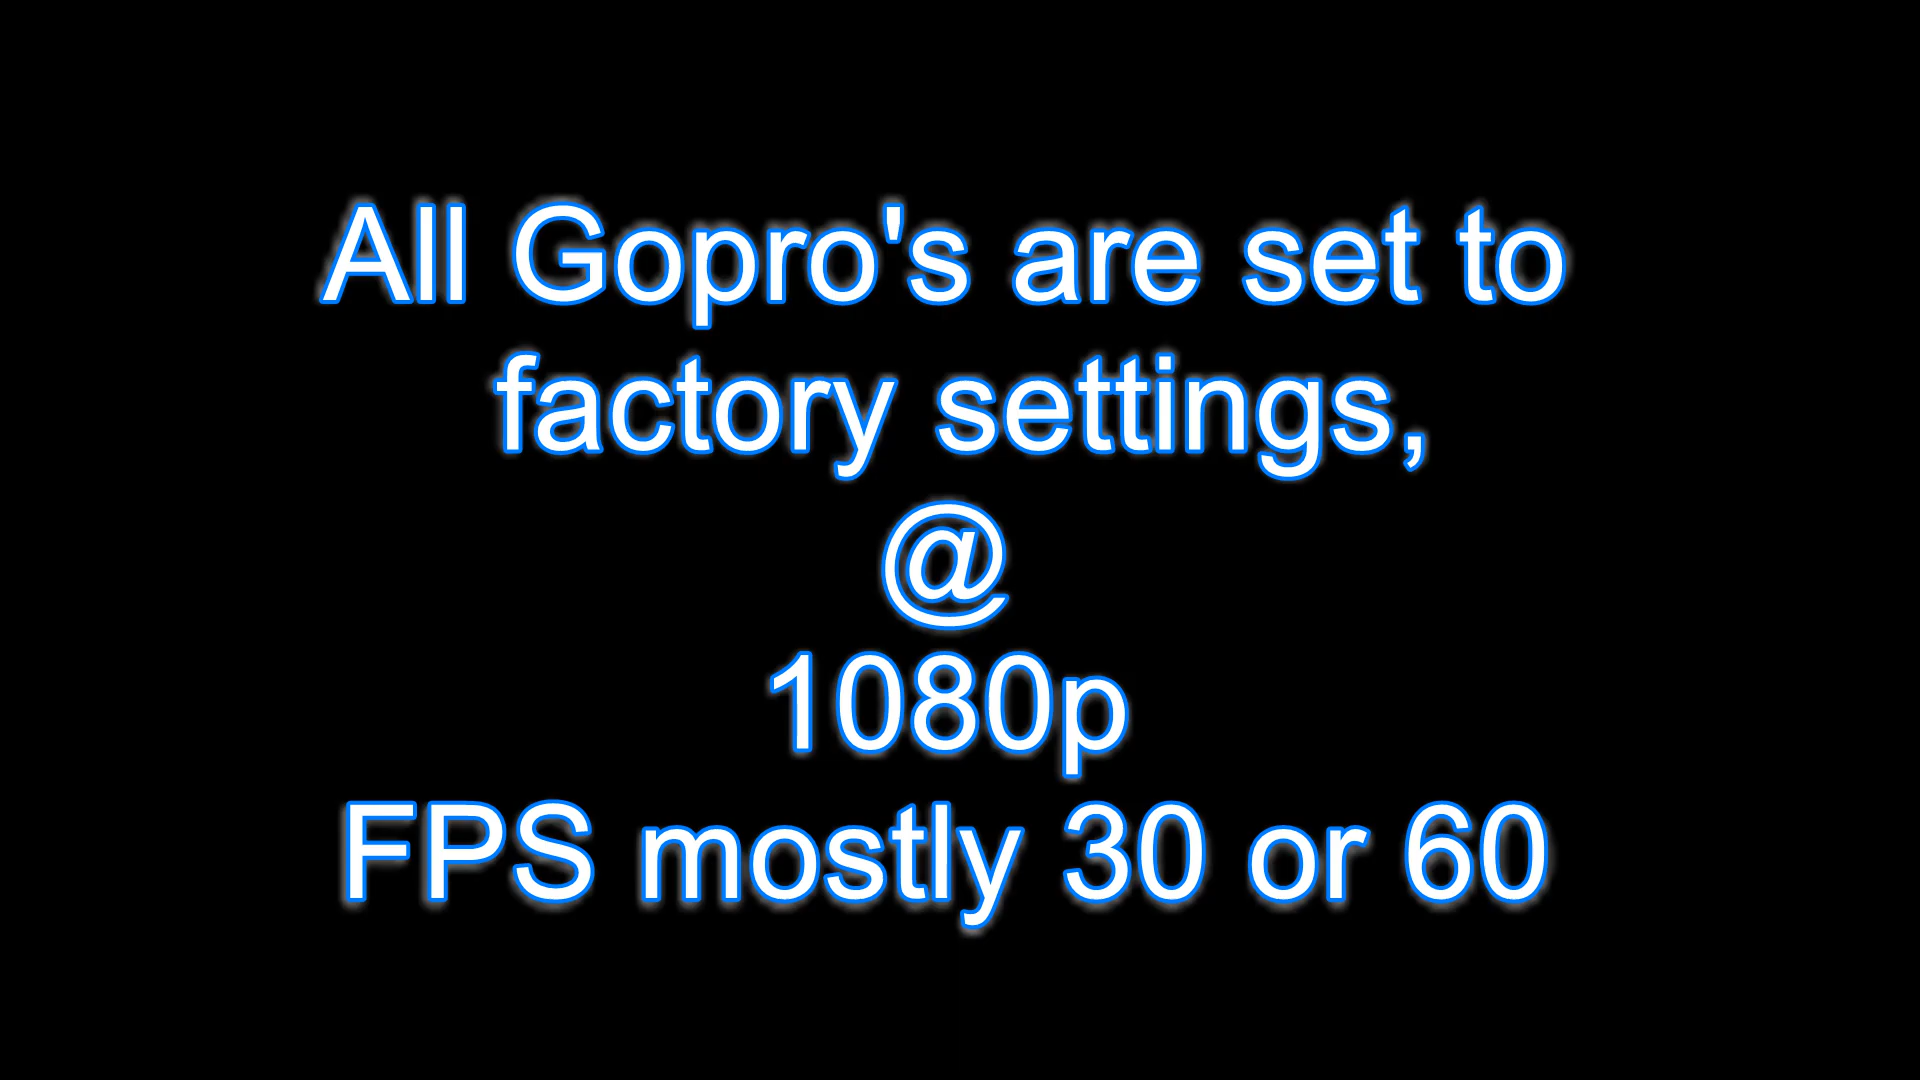 All Gopro's are set to
factory settings,
@
1080p
FPS mostly 30 or 60